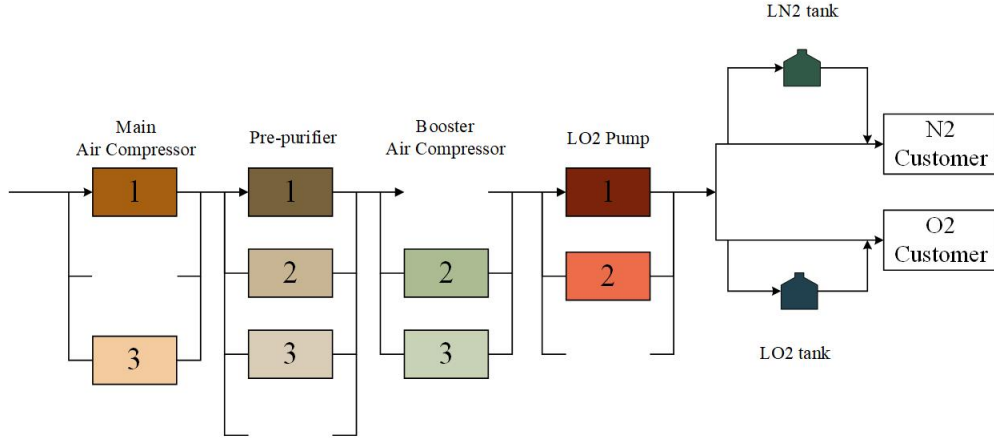 LN2 tank
Main
Air Compressor
Pre-purifier
Booster
Air Compressor
LO2 Pump
N2
Customer
1
1
1
2
2
2
O2
Customer
3
3
3
LO2 tank